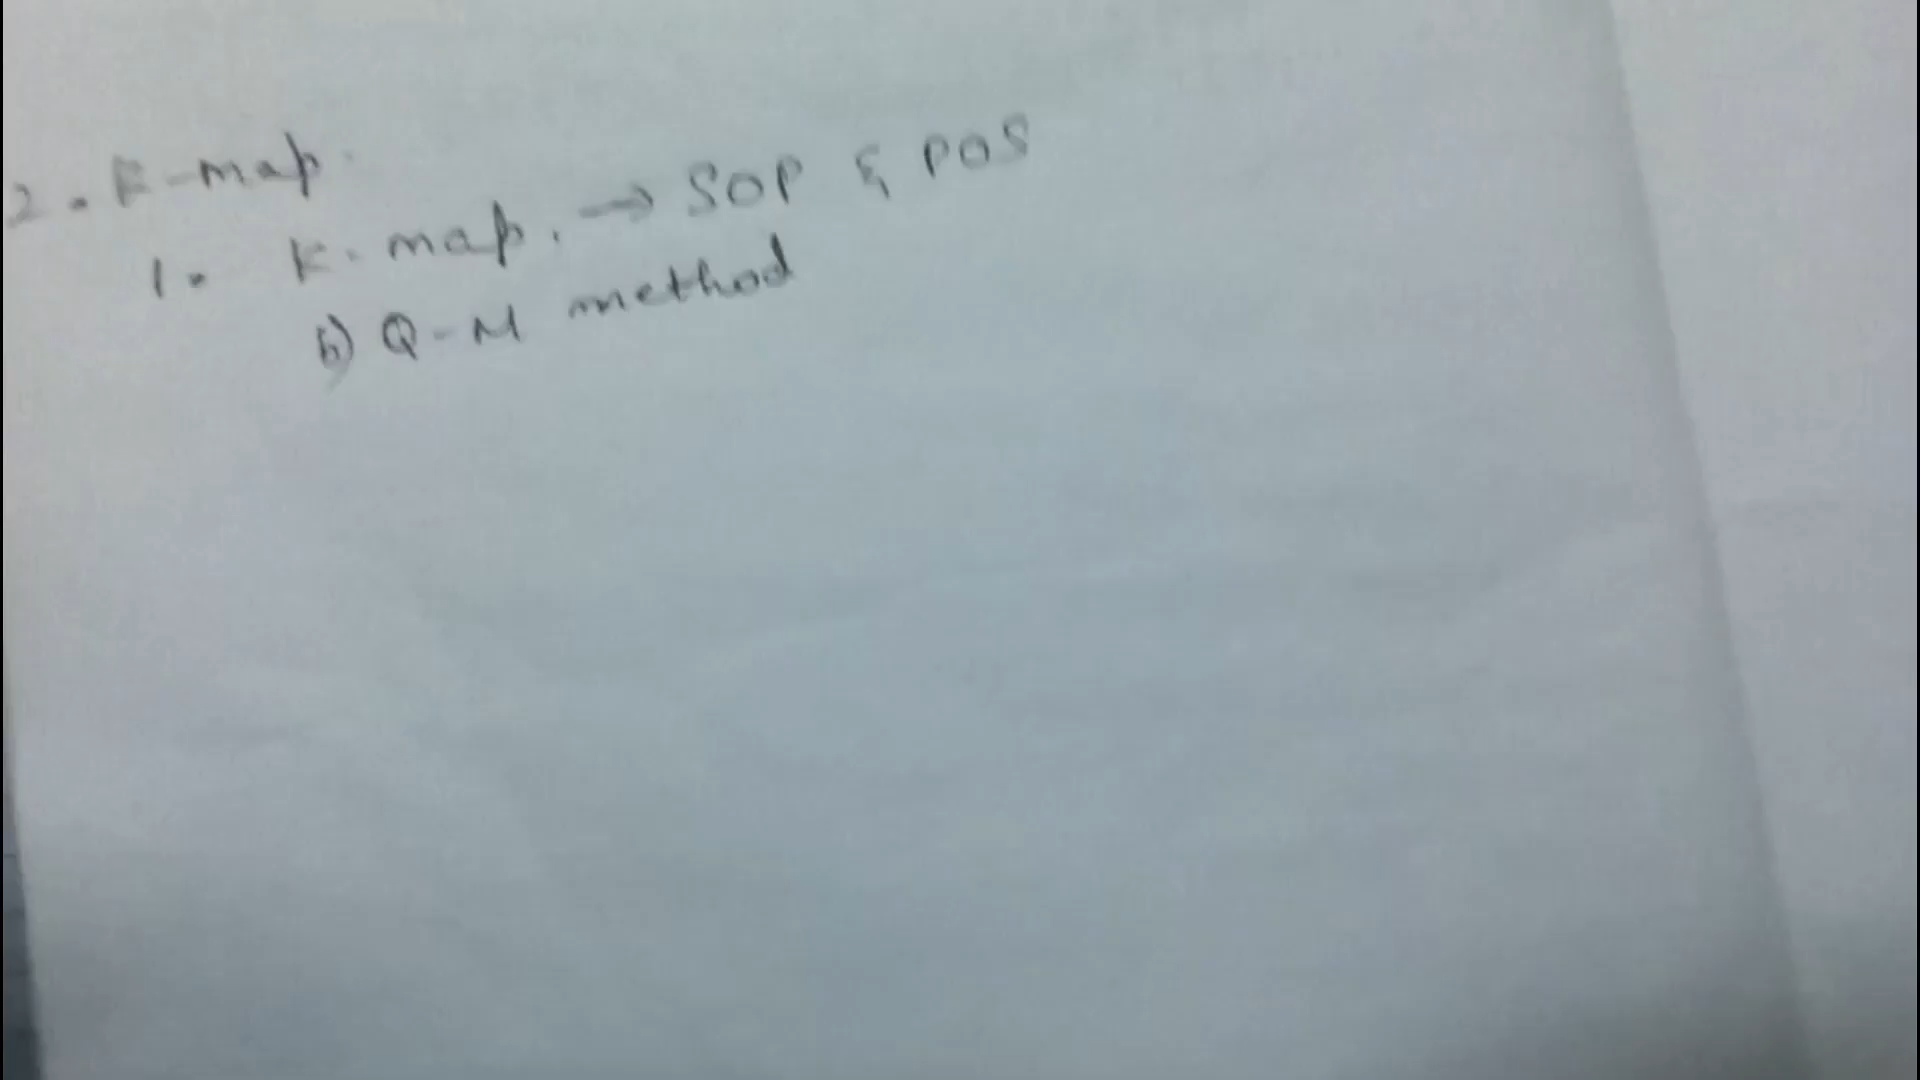 2. K-map
1. K-map. → SOP & POS
b) Q-M method